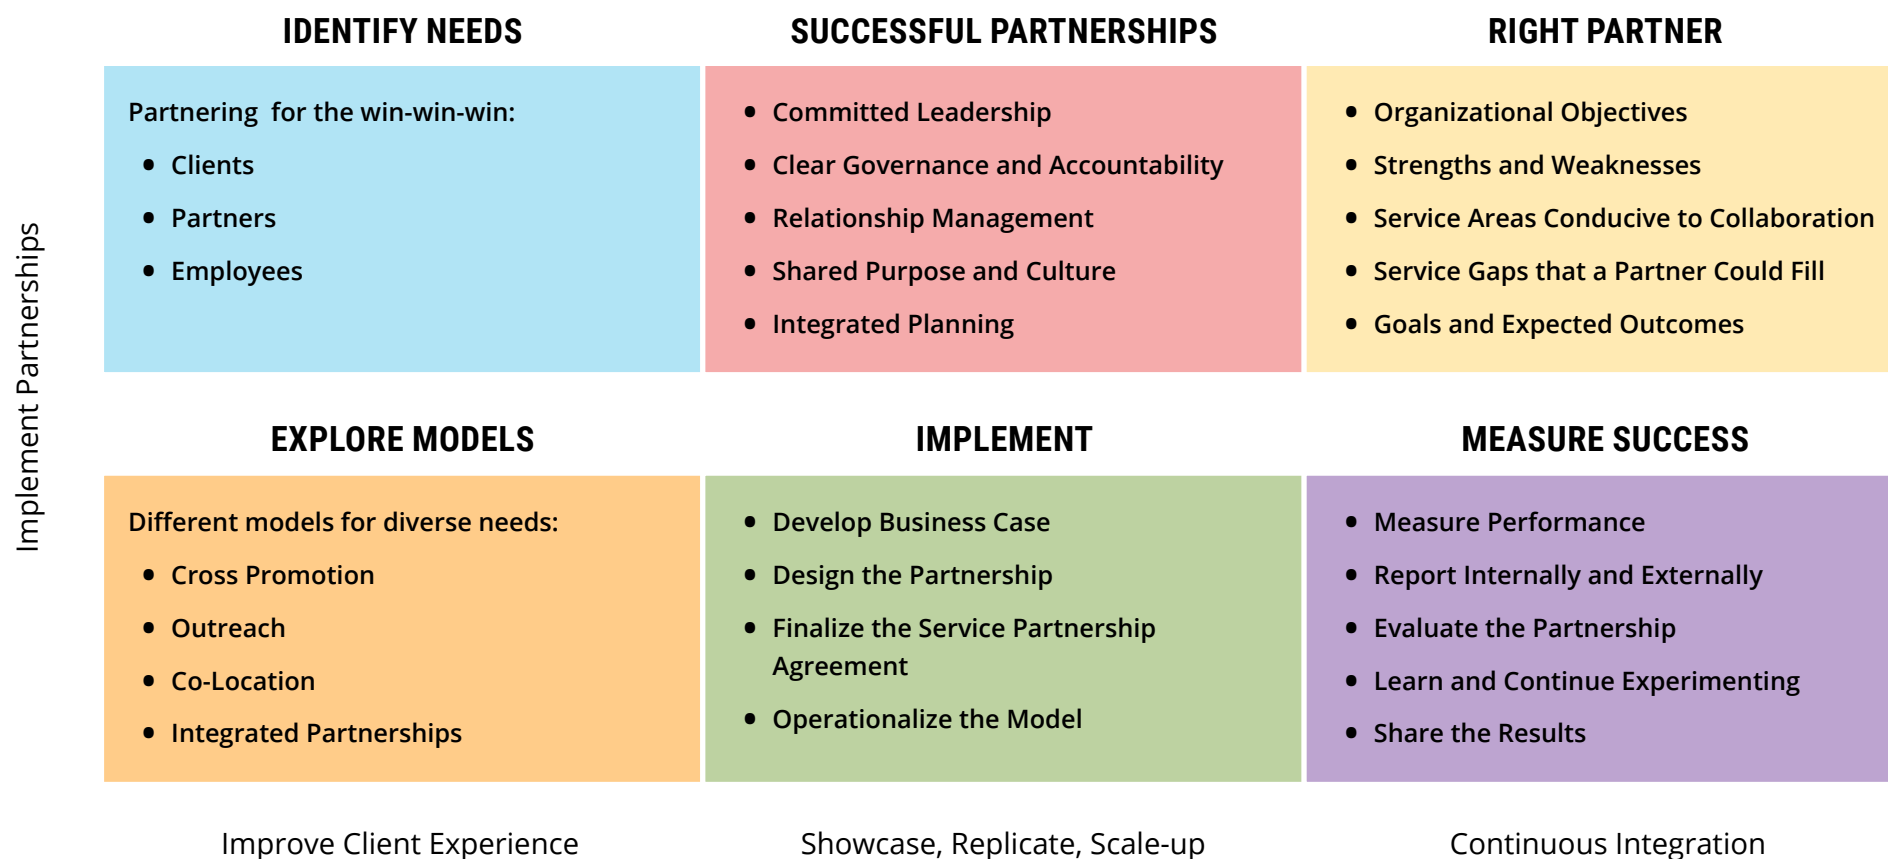 IDENTIFY NEEDS
Partnering for the win-win-win:
• Clients
• Partners
• Employees
SUCCESSFUL PARTNERSHIPS
• Committed Leadership
• Clear Governance and Accountability
• Relationship Management
• Shared Purpose and Culture
• Integrated Planning
RIGHT PARTNER
• Organizational Objectives
• Strengths and Weaknesses
• Service Areas Conducive to Collaboration
• Service Gaps that a Partner Could Fill
• Goals and Expected Outcomes
Implement Partnerships
EXPLORE MODELS
Different models for diverse needs:
• Cross Promotion
• Outreach
• Co-Location
• Integrated Partnerships
IMPLEMENT
• Develop Business Case
• Design the Partnership
• Finalize the Service Partnership
Agreement
• Operationalize the Model
MEASURE SUCCESS
• Measure Performance
• Report Internally and Externally
• Evaluate the Partnership
• Learn and Continue Experimenting
• Share the Results
Improve Client Experience
Showcase, Replicate, Scale-up
Continuous Integration